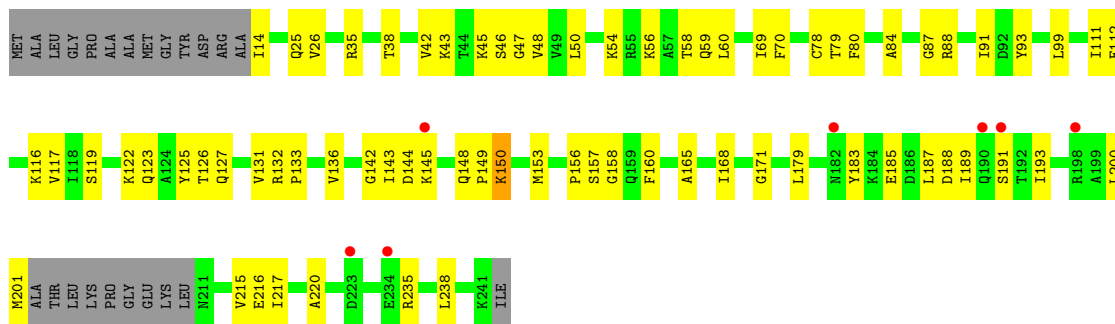 MET ALA LEU GLY PRO ALA ALA MET GLY TYR ASP ARG ALA I14 Q25 V26 R35 T38 V42 K43 T44 K45 S46 G47 V48 V49 L50 K54 R55 K56 A57 T58 Q59 L60 I69 F70 C78 T79 F80 A84 G87 R88 I91 D92 Y93 L99 I111
K116 V117 I118 S119 K122 Q123 A124 Y125 T126 Q127 V131 R132 P133 V136 G142 I143 D144 K145 Q148 P149 K150 M153 P156 S157 G158 Q159 F160 A165 I168 G171 L179 N182 Y183 K184 E185 D186 L187 D188 I189 Q190 S191 T192 I193 R198 A199
M201 ALA THR LEU LYS PRO GLY GLU LYS LEU N211 V215 E216 I217 A220 D223 E234 R235 L238 K241 ILE